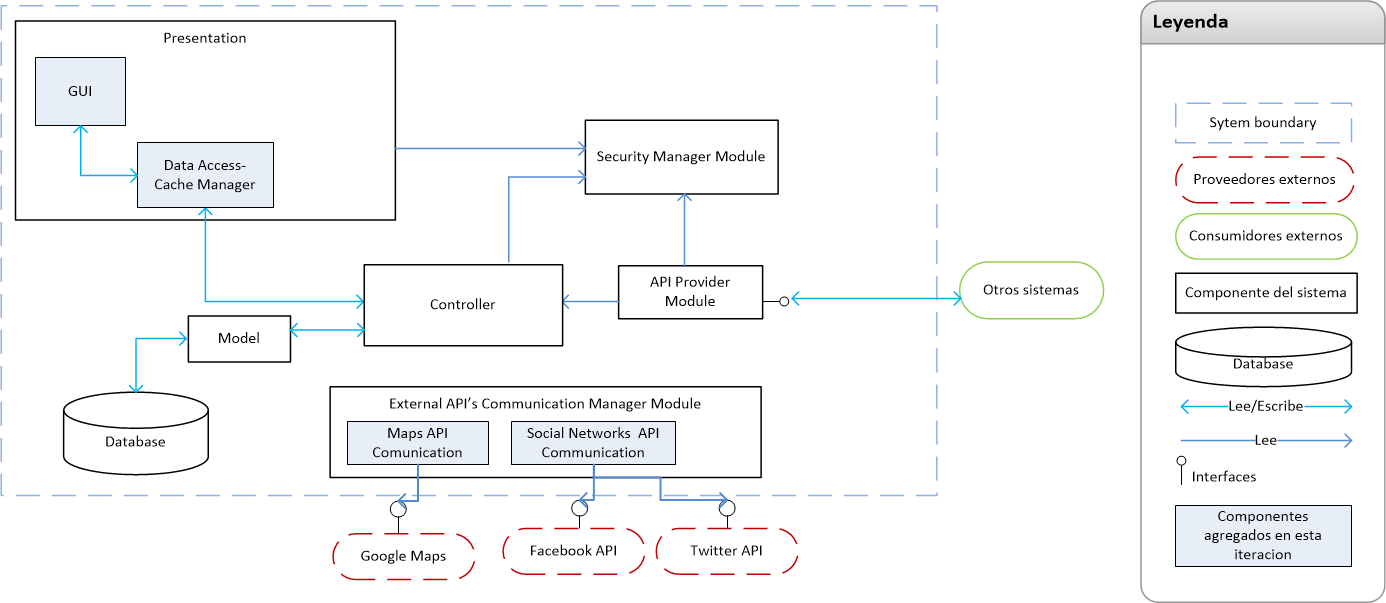 Presentation
GUI
Data Access-
Cache Manager
Security Manager Module
Controller
API Provider
Module
Otros sistemas
Model
Database
External API’s Communication Manager Module
Maps API
Comunication
Social Networks  API
Communication
Google Maps
Facebook API
Twitter API
Leyenda
Sytem boundary
Proveedores externos
Consumidores externos
Componente del sistema
Database
Lee/Escribe
Lee
Interfaces
Componentes
agregados en esta
iteracion